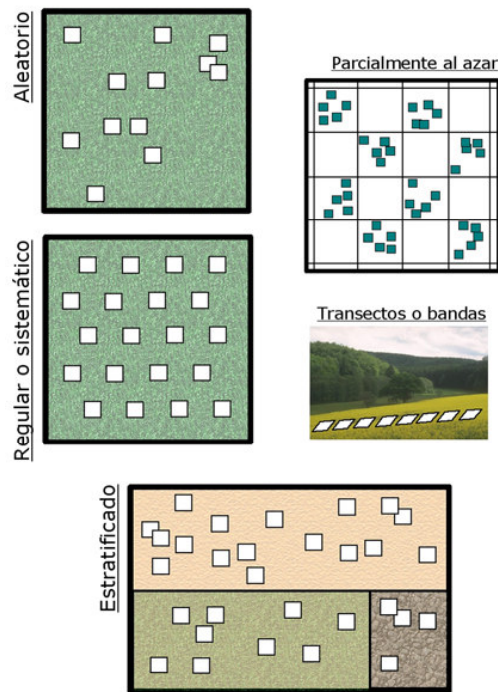 Aleatorio
Parcialmente al azar
Regular o sistemático
Transectos o bandas
Estratificado